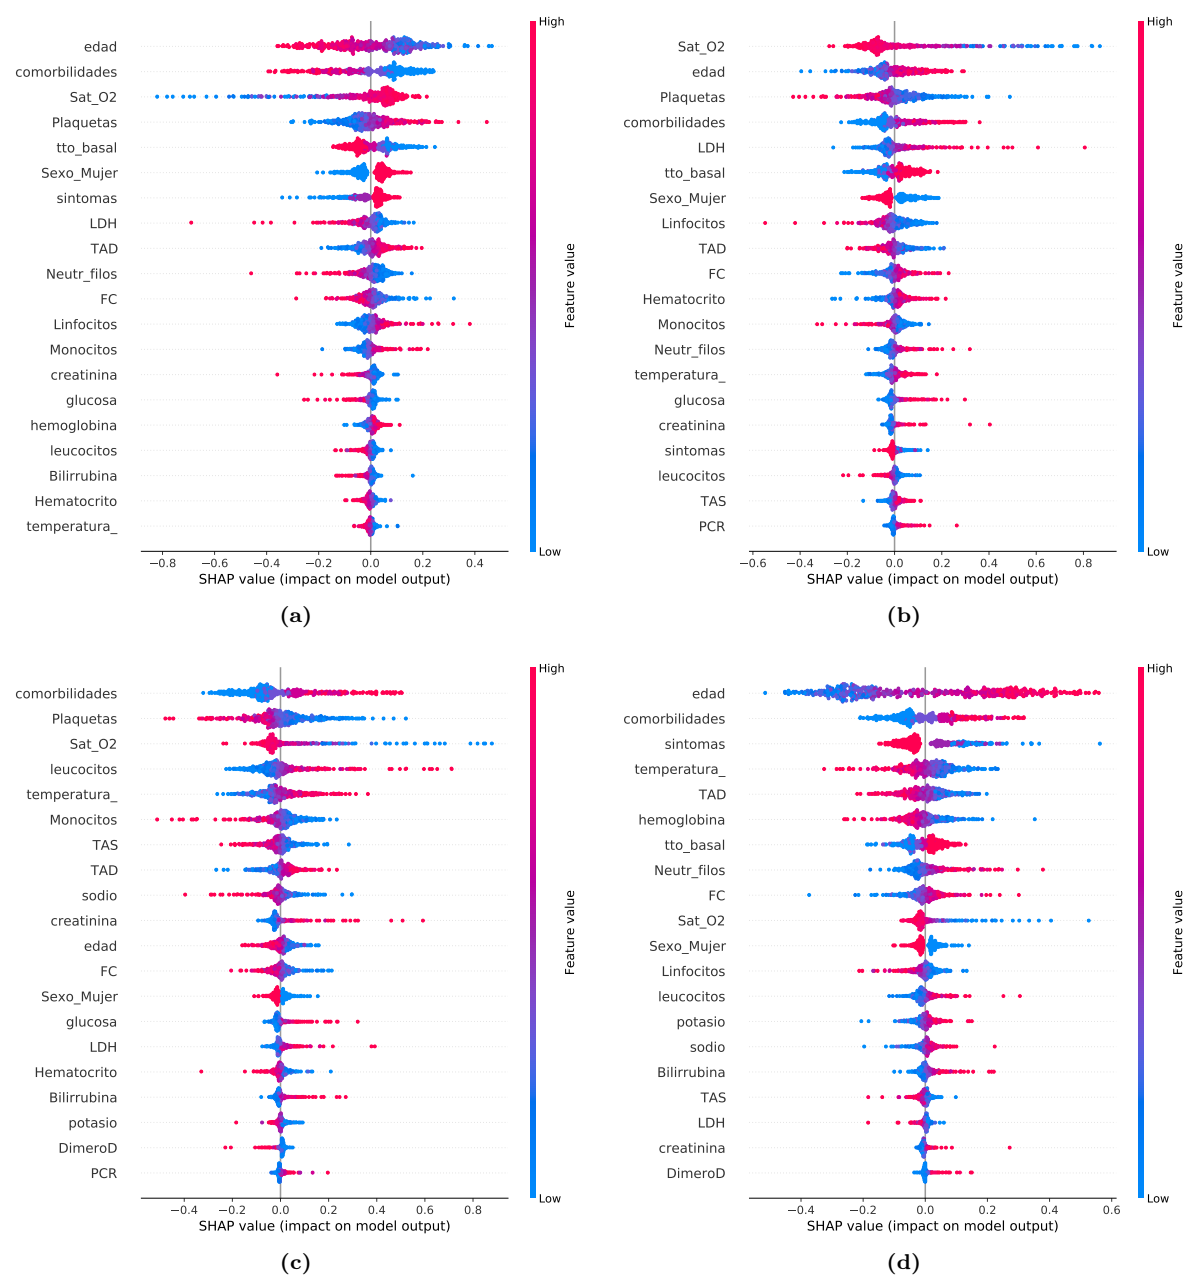 High
edad
comorbilidades
Sat_O2
Plaquetas
tto_basal
Sexo_Mujer
sintomas
LDH
TAD
Neutr_filos
FC
Linfocitos
Monocitos
creatinina
glucosa
hemoglobina
leucocitos
Bilirrubina
Hematocrito
temperatura_
Feature value
Low
−0.8 −0.6 −0.4 −0.2 0.0 0.2 0.4
SHAP value (impact on model output)
(a)
High
Sat_O2
edad
Plaquetas
comorbilidades
LDH
tto_basal
Sexo_Mujer
Linfocitos
TAD
FC
Hematocrito
Monocitos
Neutr_filos
temperatura_
glucosa
creatinina
sintomas
leucocitos
TAS
PCR
Feature value
Low
−0.6 −0.4 −0.2 0.0 0.2 0.4 0.6 0.8
SHAP value (impact on model output)
(b)
High
comorbilidades
Plaquetas
Sat_O2
leucocitos
temperatura_
Monocitos
TAS
TAD
sodio
creatinina
edad
FC
Sexo_Mujer
glucosa
LDH
Hematocrito
Bilirrubina
potasio
DimeroD
PCR
Feature value
Low
−0.4 −0.2 0.0 0.2 0.4 0.6 0.8
SHAP value (impact on model output)
(c)
High
edad
comorbilidades
sintomas
temperatura_
TAD
hemoglobina
tto_basal
Neutr_filos
FC
Sat_O2
Sexo_Mujer
Linfocitos
leucocitos
potasio
sodio
Bilirrubina
TAS
LDH
creatinina
DimeroD
Feature value
Low
−0.4 −0.2 0.0 0.2 0.4 0.6
SHAP value (impact on model output)
(d)